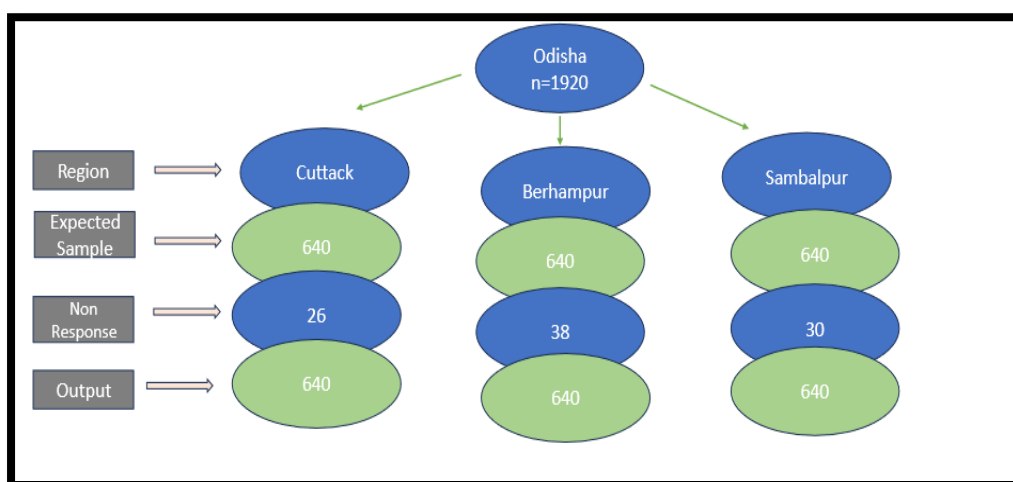 Odisha
n=1920
Region
Cuttack
Berhampur
Sambalpur
Expected
Sample
640
640
640
Non
Response
26
38
30
Output
640
640
640